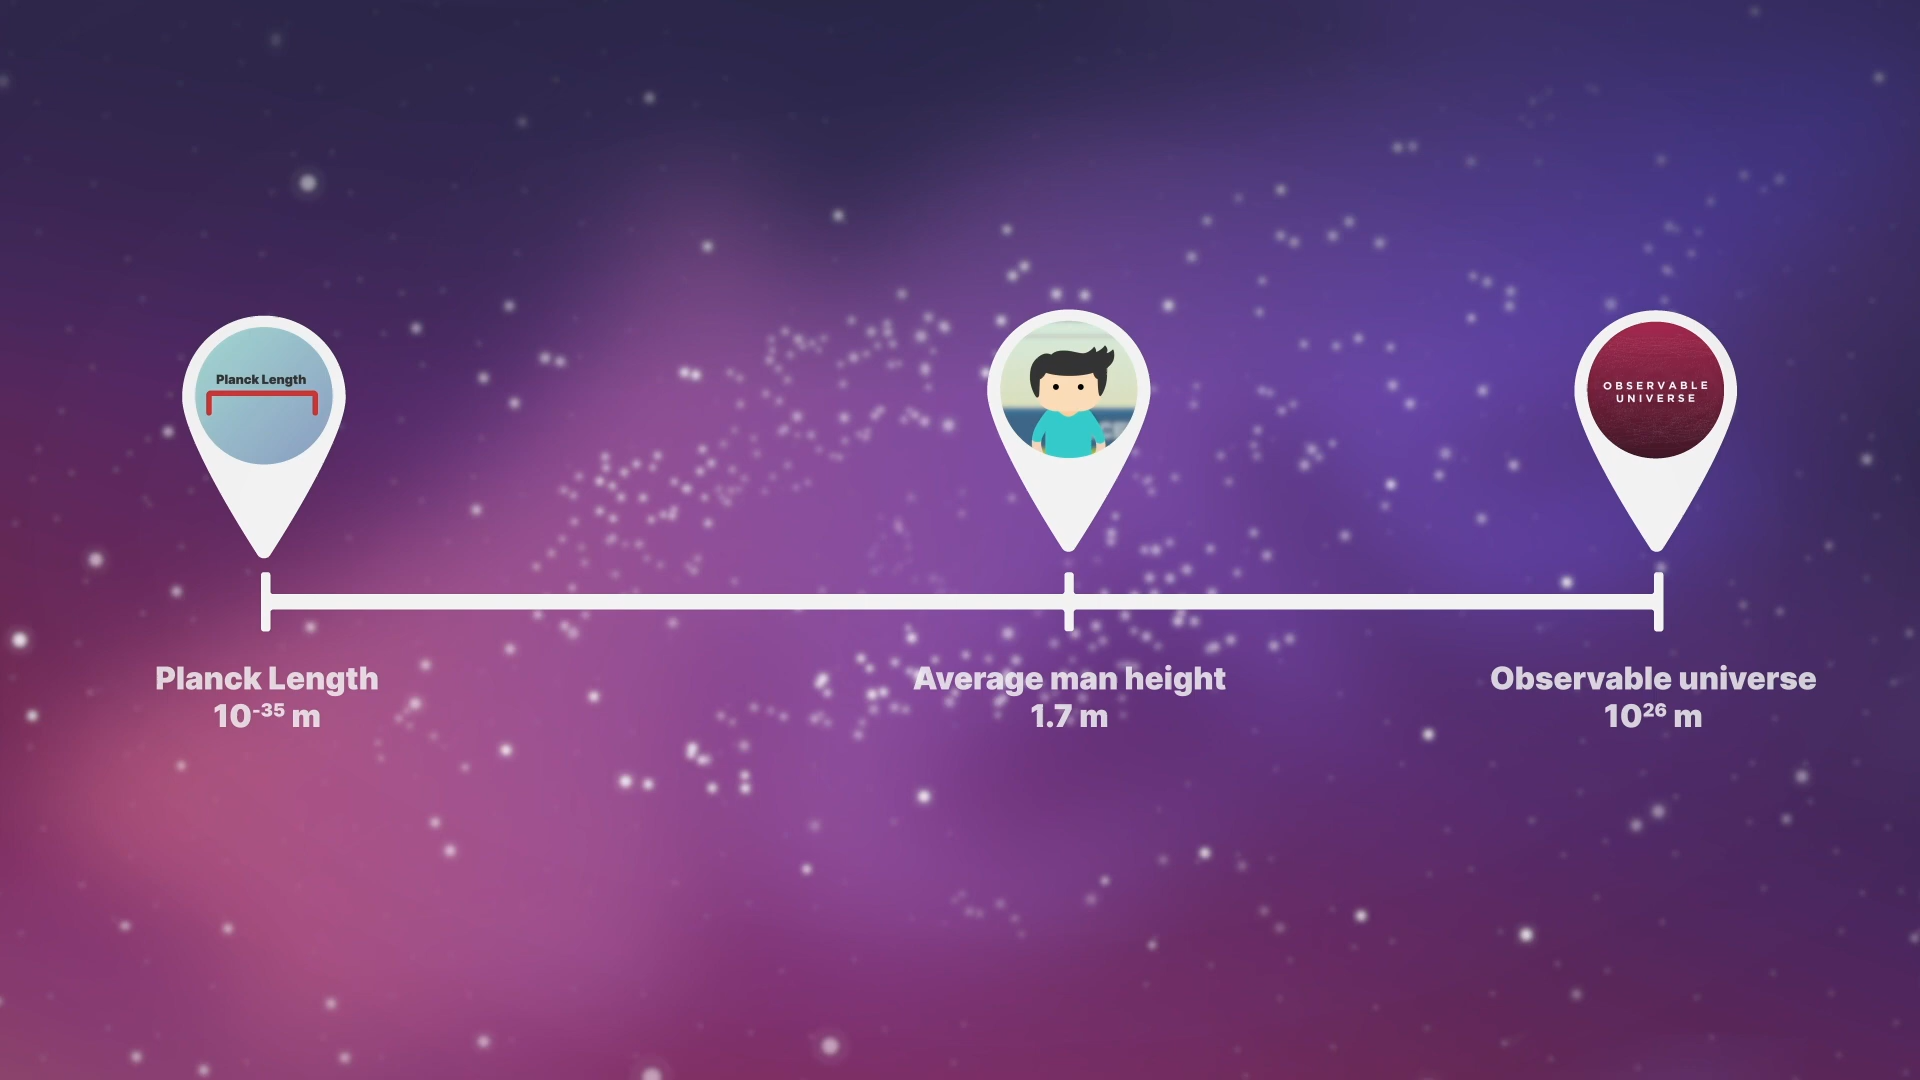 Planck Length
OBSERVABLE
UNIVERSE
Planck Length
10⁻³⁵ m
Average man height
1.7 m
Observable universe
10²⁶ m